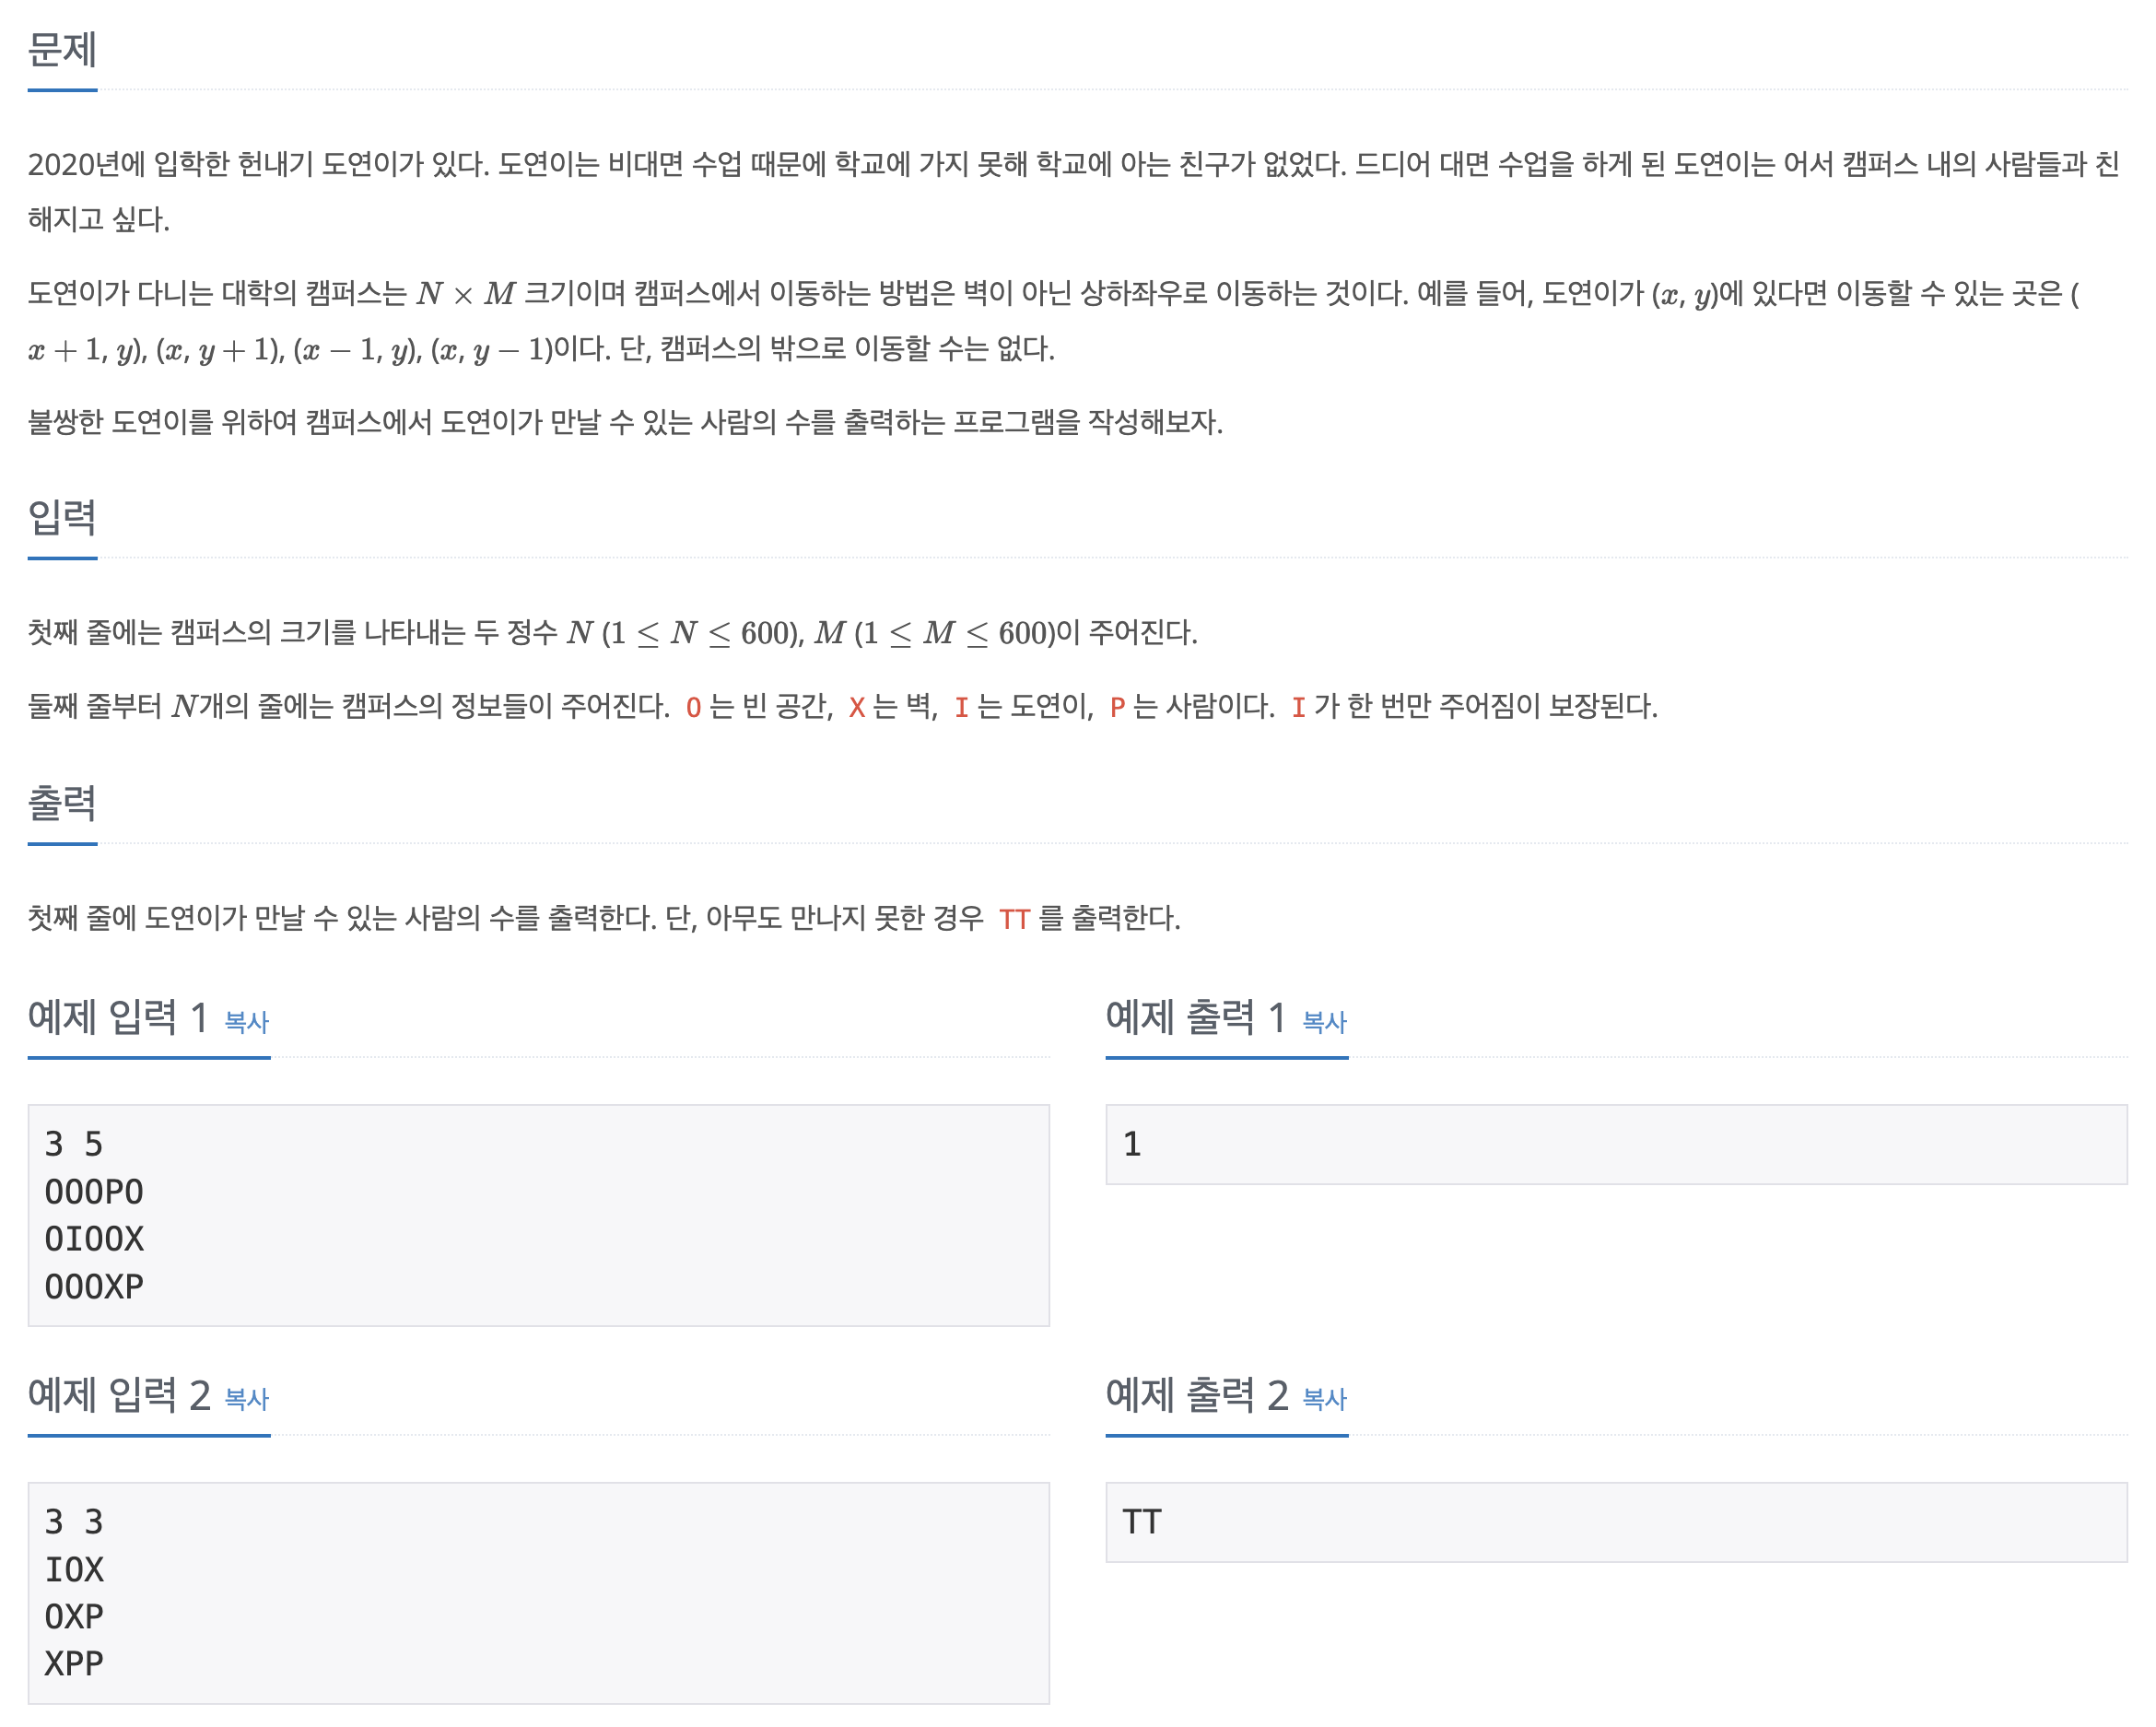 문제
2020년에 입학한 헌내기 도연이가 있다. 도연이는 비대면 수업 때문에 학교에 가지 못해 학교에 아는 친구가 없었다. 드디어 대면 수업을 하게 된 도연이는 어서 캠퍼스 내의 사람들과 친
해지고 싶다.
도연이가 다니는 대학의 캠퍼스는 N × M 크기이며 캠퍼스에서 이동하는 방법은 벽이 아닌 상하좌우로 이동하는 것이다. 예를 들어, 도연이가 (x, y)에 있다면 이동할 수 있는 곳은 (
x + 1, y), (x, y + 1), (x − 1, y), (x, y − 1)이다. 단, 캠퍼스의 밖으로 이동할 수는 없다.
불쌍한 도연이를 위하여 캠퍼스에서 도연이가 만날 수 있는 사람의 수를 출력하는 프로그램을 작성해보자.
입력
첫째 줄에는 캠퍼스의 크기를 나타내는 두 정수 N (1 ≤ N ≤ 600), M (1 ≤ M ≤ 600)이 주어진다.
둘째 줄부터 N개의 줄에는 캠퍼스의 정보들이 주어진다. O는 빈 공간, X는 벽, I는 도연이, P는 사람이다. I가 한 번만 주어짐이 보장된다.
출력
첫째 줄에 도연이가 만날 수 있는 사람의 수를 출력한다. 단, 아무도 만나지 못한 경우 TT를 출력한다.
예제 입력 1 복사
3 5
OOOPO
OIOOX
OOOXP
예제 출력 1 복사
1
예제 입력 2 복사
3 3
IOX
OXP
XPP
예제 출력 2 복사
TT